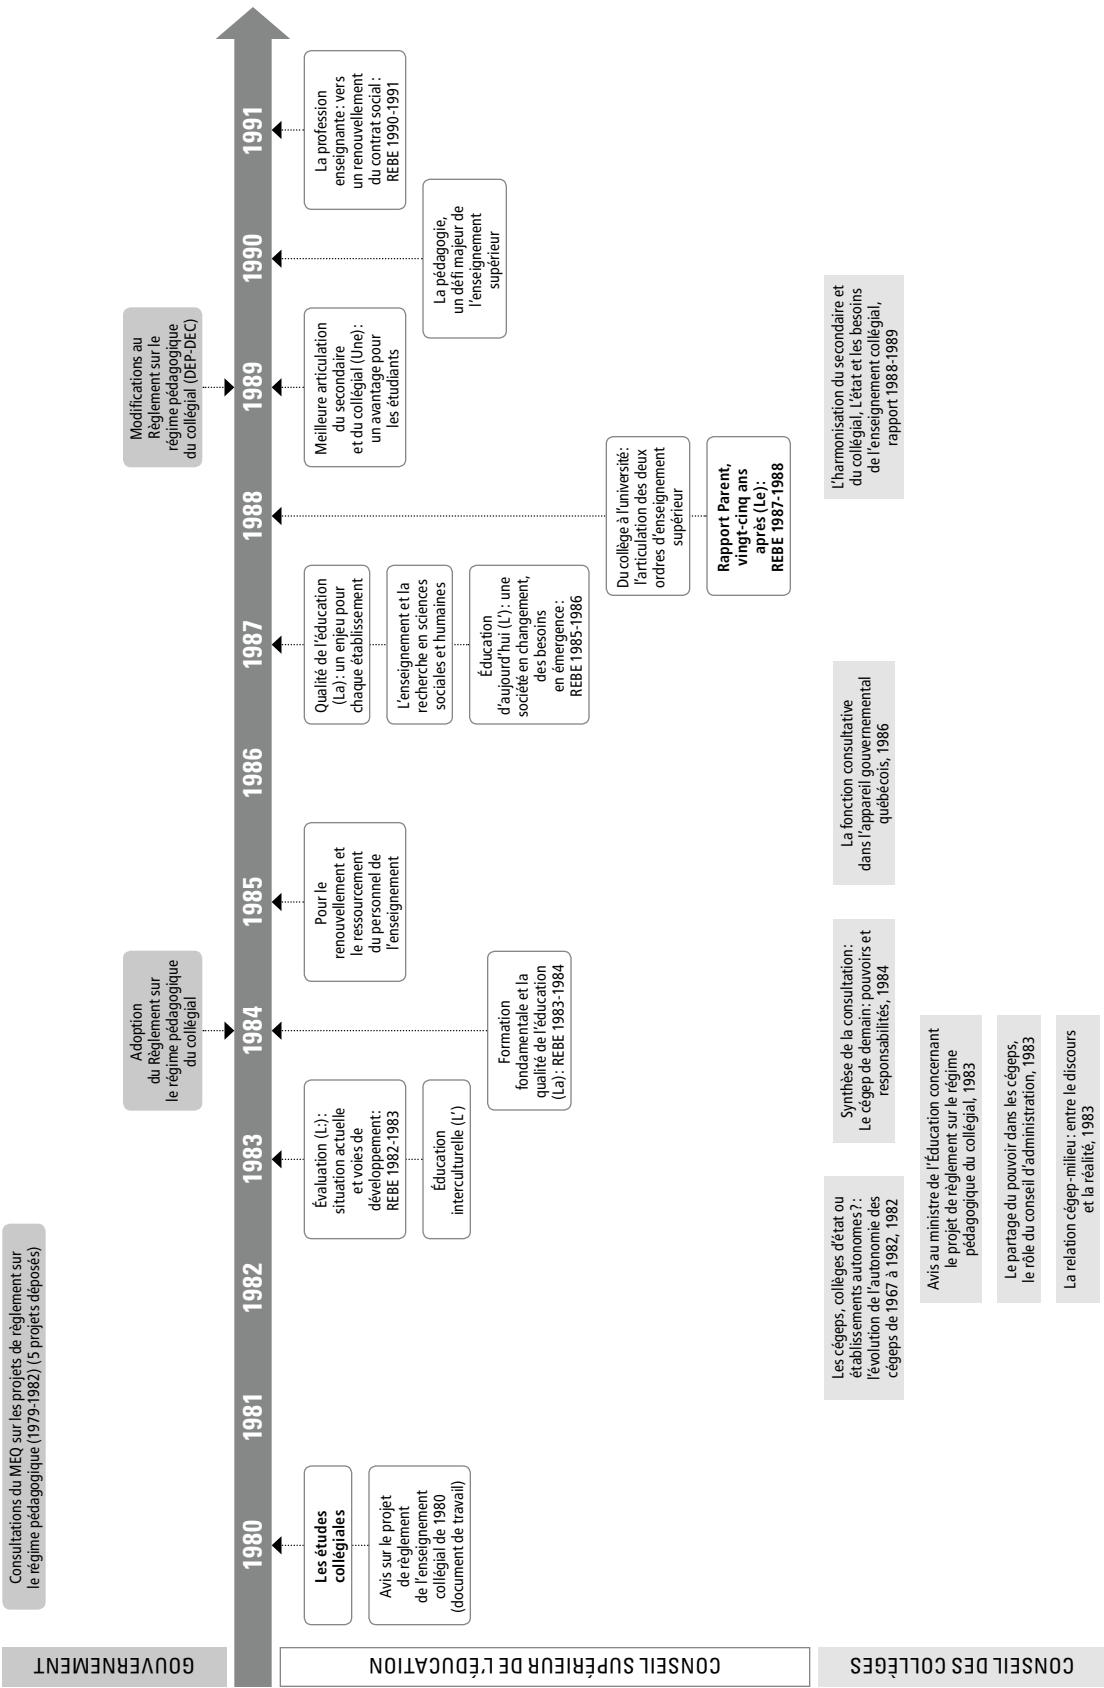 GOUVERNEMENT
Consultations du MEQ sur les projets de règlement sur
le régime pédagogique (1979-1982) (5 projets déposés)
Adoption
du Règlement sur
le régime pédagogique
du collégial
Modifications au
Règlement sur le
régime pédagogique
du collégial (DEP-DEC)
1980
1981
1982
1983
1984
1985
1986
1987
1988
1989
1990
1991
CONSEIL SUPÉRIEUR DE L'ÉDUCATION
Les études
collégiales
Avis sur le projet
de règlement
de l'enseignement
collégial de 1980
(document de travail)
Évaluation (L:) :
situation actuelle
et voies de
développement :
REBE 1982-1983
Éducation
interculturelle (L')
Formation
fondamentale et la
qualité de l'éducation
(La) : REBE 1983-1984
Pour le
renouvellement et
le ressourcement
du personnel de
l'enseignement
Qualité de l'éducation
(La) : un enjeu pour
chaque établissement
L'enseignement et la
recherche en sciences
sociales et humaines
Éducation
d'aujourd'hui (L') : une
société en changement,
des besoins
en émergence :
REBE 1985-1986
Du collège à l'université :
l'articulation des deux
ordres d'enseignement
supérieur
Rapport Parent,
vingt-cinq ans
après (Le) :
REBE 1987-1988
Meilleure articulation
du secondaire
et du collégial (Une) :
un avantage pour
les étudiants
La pédagogie,
un défi majeur de
l'enseignement
supérieur
La profession
enseignante : vers
un renouvellement
du contrat social :
REBE 1990-1991
CONSEIL DES COLLÈGES
Les cégeps, collèges d'état ou
établissements autonomes ? :
l'évolution de l'autonomie des
cégeps de 1967 à 1982, 1982
Avis au ministre de l'Éducation concernant
le projet de règlement sur le régime
pédagogique du collégial, 1983
Le partage du pouvoir dans les cégeps,
le rôle du conseil d'administration, 1983
La relation cégep-milieu : entre le discours
et la réalité, 1983
Synthèse de la consultation :
Le cégep de demain : pouvoirs et
responsabilités, 1984
La fonction consultative
dans l'appareil gouvernemental
québécois, 1986
L'harmonisation du secondaire et
du collégial, L'état et les besoins
de l'enseignement collégial,
rapport 1988-1989